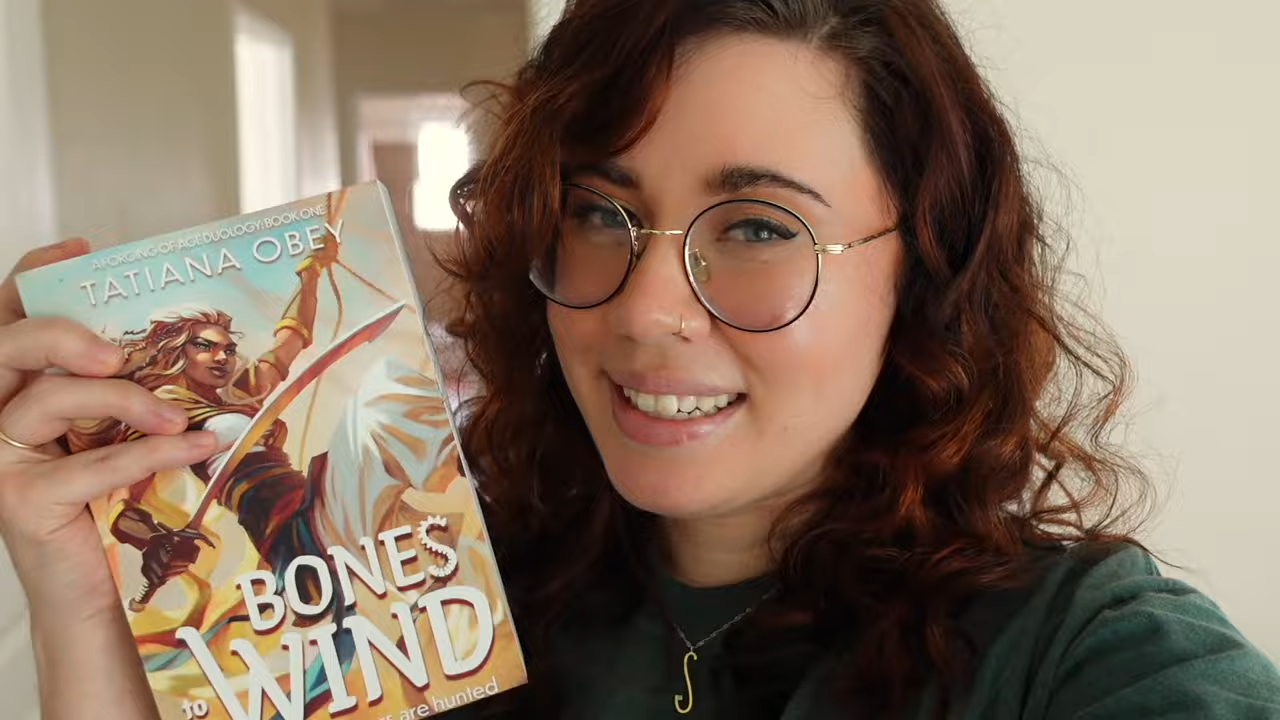 A FORGING OF AGE DUOLOGY: BOOK ONE
TATIANA OBEY
BONES
to WIND
are hunted